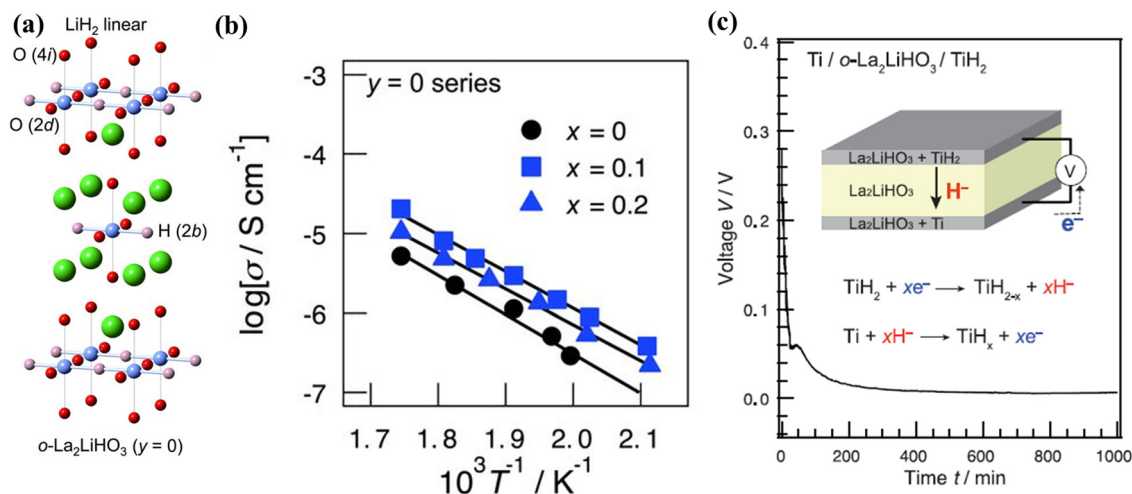 (a)
LiH₂ linear
O (4i)
O (2d)
H (2b)
o-La₂LiHO₃ (y = 0)
(b)
y = 0 series
x = 0
x = 0.1
x = 0.2
log[σ / S cm⁻¹]
-3
-4
-5
-6
-7
1.7 1.8 1.9 2.0 2.1
10³T⁻¹ / K⁻¹
(c)
Ti / o-La₂LiHO₃ / TiH₂
La₂LiHO₃ + TiH₂
La₂LiHO₃
H⁻
La₂LiHO₃ + Ti
V
e⁻
TiH₂ + xe⁻ → TiH₂₋ₓ + xH⁻
Ti + xH⁻ → TiHₓ + xe⁻
Voltage V / V
0.4
0.3
0.2
0.1
0.0
0 200 400 600 800 1000
Time t / min